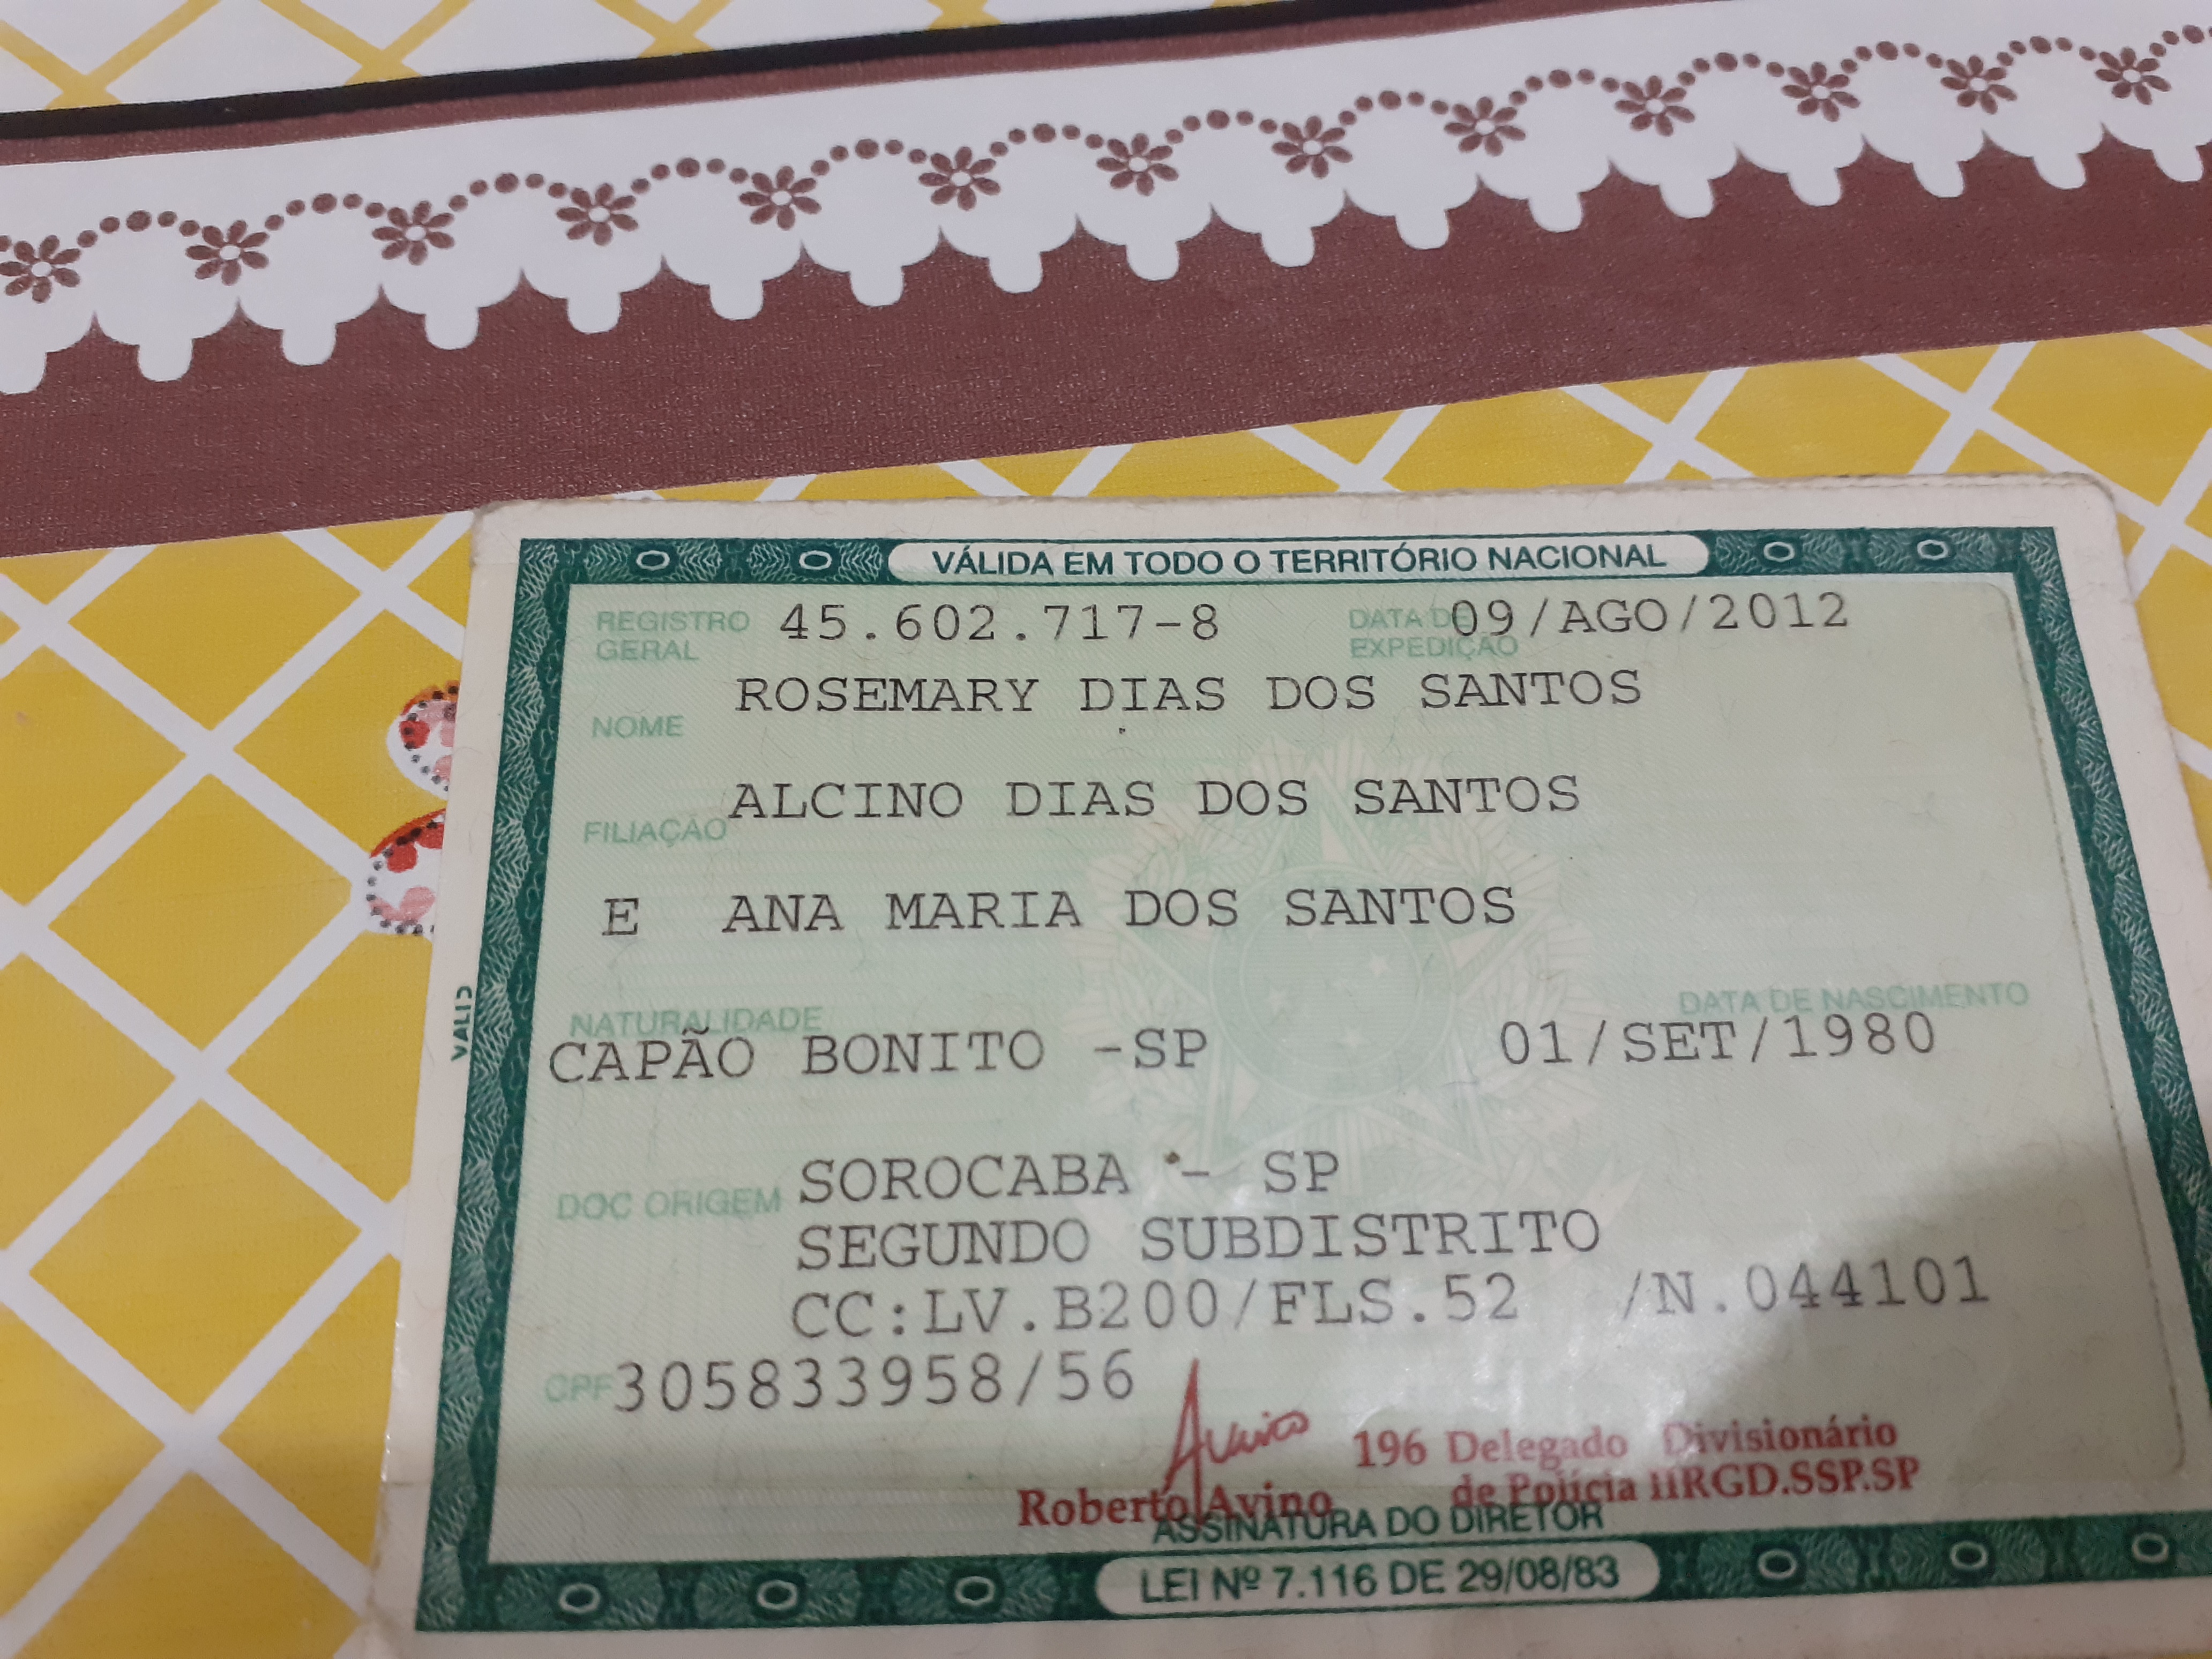 VÁLIDA EM TODO O TERRITÓRIO NACIONAL
REGISTRO GERAL 45.602.717-8 DATA DE EXPEDIÇÃO 09/AGO/2012
NOME ROSEMARY DIAS DOS SANTOS
FILIAÇÃO ALCINO DIAS DOS SANTOS
E ANA MARIA DOS SANTOS
NATURALIDADE DATA DE NASCIMENTO
CAPÃO BONITO -SP 01/SET/1980
DOC ORIGEM SOROCABA - SP
SEGUNDO SUBDISTRITO
CC:LV.B200/FLS.52 /N.044101
CPF 305833958/56
196 Delegado Divisionário
Roberto Avino de Polícia IIRGD.SSP.SP
ASSINATURA DO DIRETOR
LEI Nº 7.116 DE 29/08/83
VALID